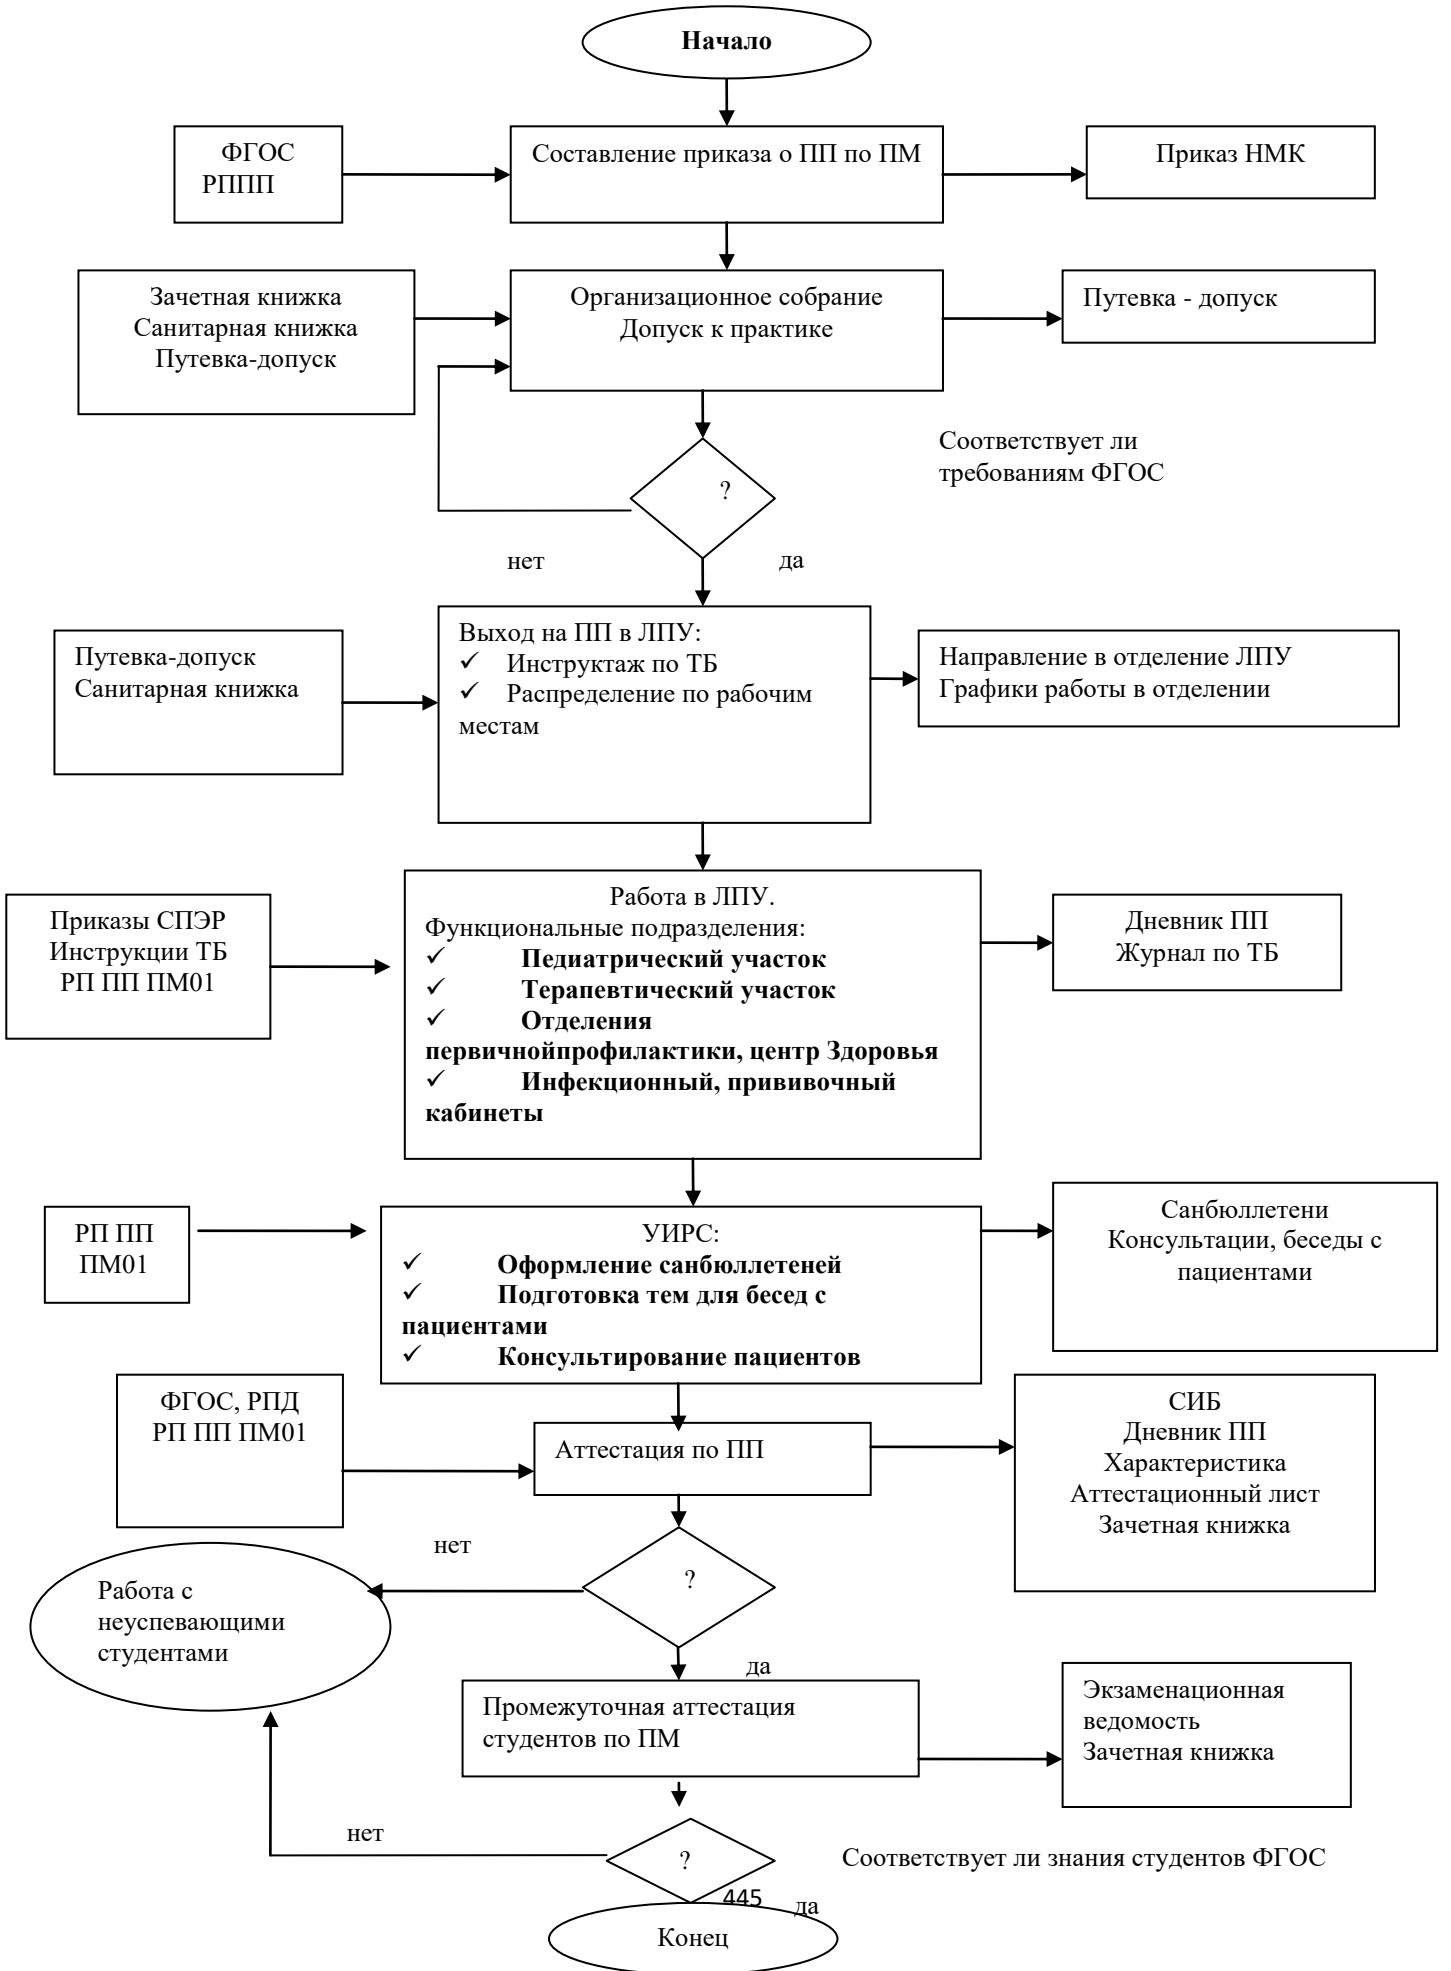 Начало
ФГОС
РППП
Составление приказа о ПП по ПМ
Приказ НМК
Зачетная книжка
Санитарная книжка
Путевка-допуск
Организационное собрание
Допуск к практике
Путевка - допуск
?
Соответствует ли
требованиям ФГОС
нет
да
Путевка-допуск
Санитарная книжка
Выход на ПП в ЛПУ:
✓ Инструктаж по ТБ
✓ Распределение по рабочим
местам
Направление в отделение ЛПУ
Графики работы в отделении
Приказы СПЭР
Инструкции ТБ
РП ПП ПМ01
Работа в ЛПУ.
Функциональные подразделения:
✓ Педиатрический участок
✓ Терапевтический участок
✓ Отделения
первичнойпрофилактики, центр Здоровья
✓ Инфекционный, прививочный
кабинеты
Дневник ПП
Журнал по ТБ
РП ПП
ПМ01
УИРС:
✓ Оформление санбюллетеней
✓ Подготовка тем для бесед с
пациентами
✓ Консультирование пациентов
Санбюллетени
Консультации, беседы с
пациентами
ФГОС, РПД
РП ПП ПМ01
Аттестация по ПП
СИБ
Дневник ПП
Характеристика
Аттестационный лист
Зачетная книжка
нет
?
Работа с
неуспевающими
студентами
да
Промежуточная аттестация
студентов по ПМ
Экзаменационная
ведомость
Зачетная книжка
нет
?
Соответствует ли знания студентов ФГОС
445
да
Конец